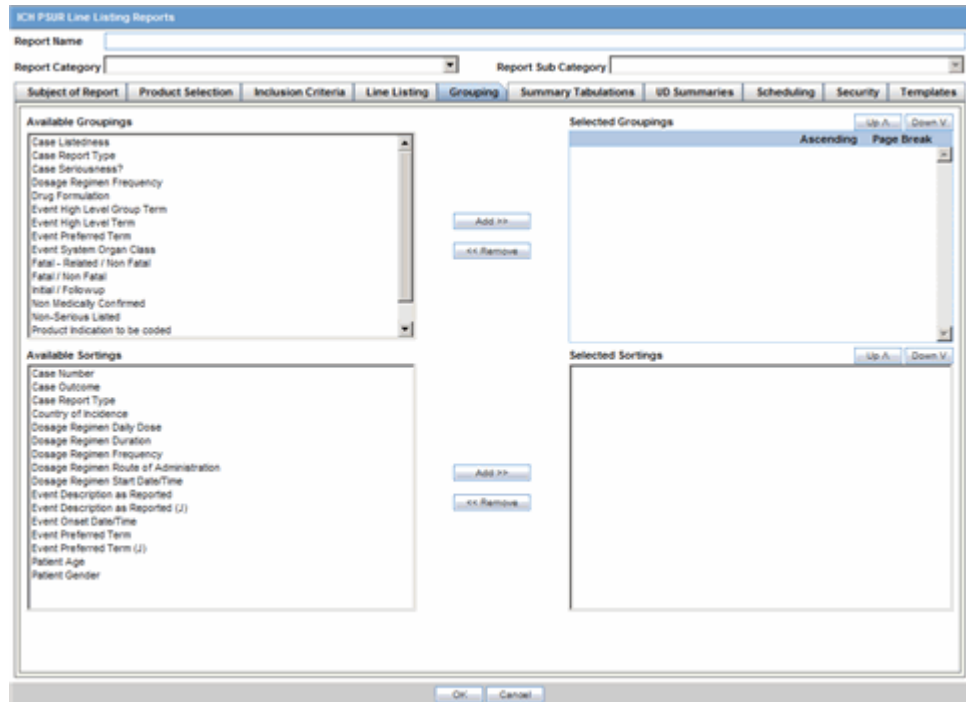 ICH PSUR Line Listing Reports
Report Name
Report Category Report Sub Category
Subject of Report Product Selection Inclusion Criteria Line Listing Grouping Summary Tabulations UD Summaries Scheduling Security Templates
Available Groupings Selected Groupings Up Λ Down V
Ascending Page Break
Case Listedness
Case Report Type
Case Seriousness?
Dosage Regimen Frequency
Drug Formulation
Event High Level Group Term
Event High Level Term
Event Preferred Term
Event System Organ Class
Fatal - Related / Non Fatal
Fatal / Non Fatal
Initial / Followup
Non Medically Confirmed
Non-Serious Listed
Product Indication to be coded
Add >>
<< Remove
Available Sortings Selected Sortings Up Λ Down V
Case Number
Case Outcome
Case Report Type
Country of Incidence
Dosage Regimen Daily Dose
Dosage Regimen Duration
Dosage Regimen Frequency
Dosage Regimen Route of Administration
Dosage Regimen Start Date/Time
Event Description as Reported
Event Description as Reported (J)
Event Onset Date/Time
Event Preferred Term
Event Preferred Term (J)
Patient Age
Patient Gender
Add >>
<< Remove
OK Cancel